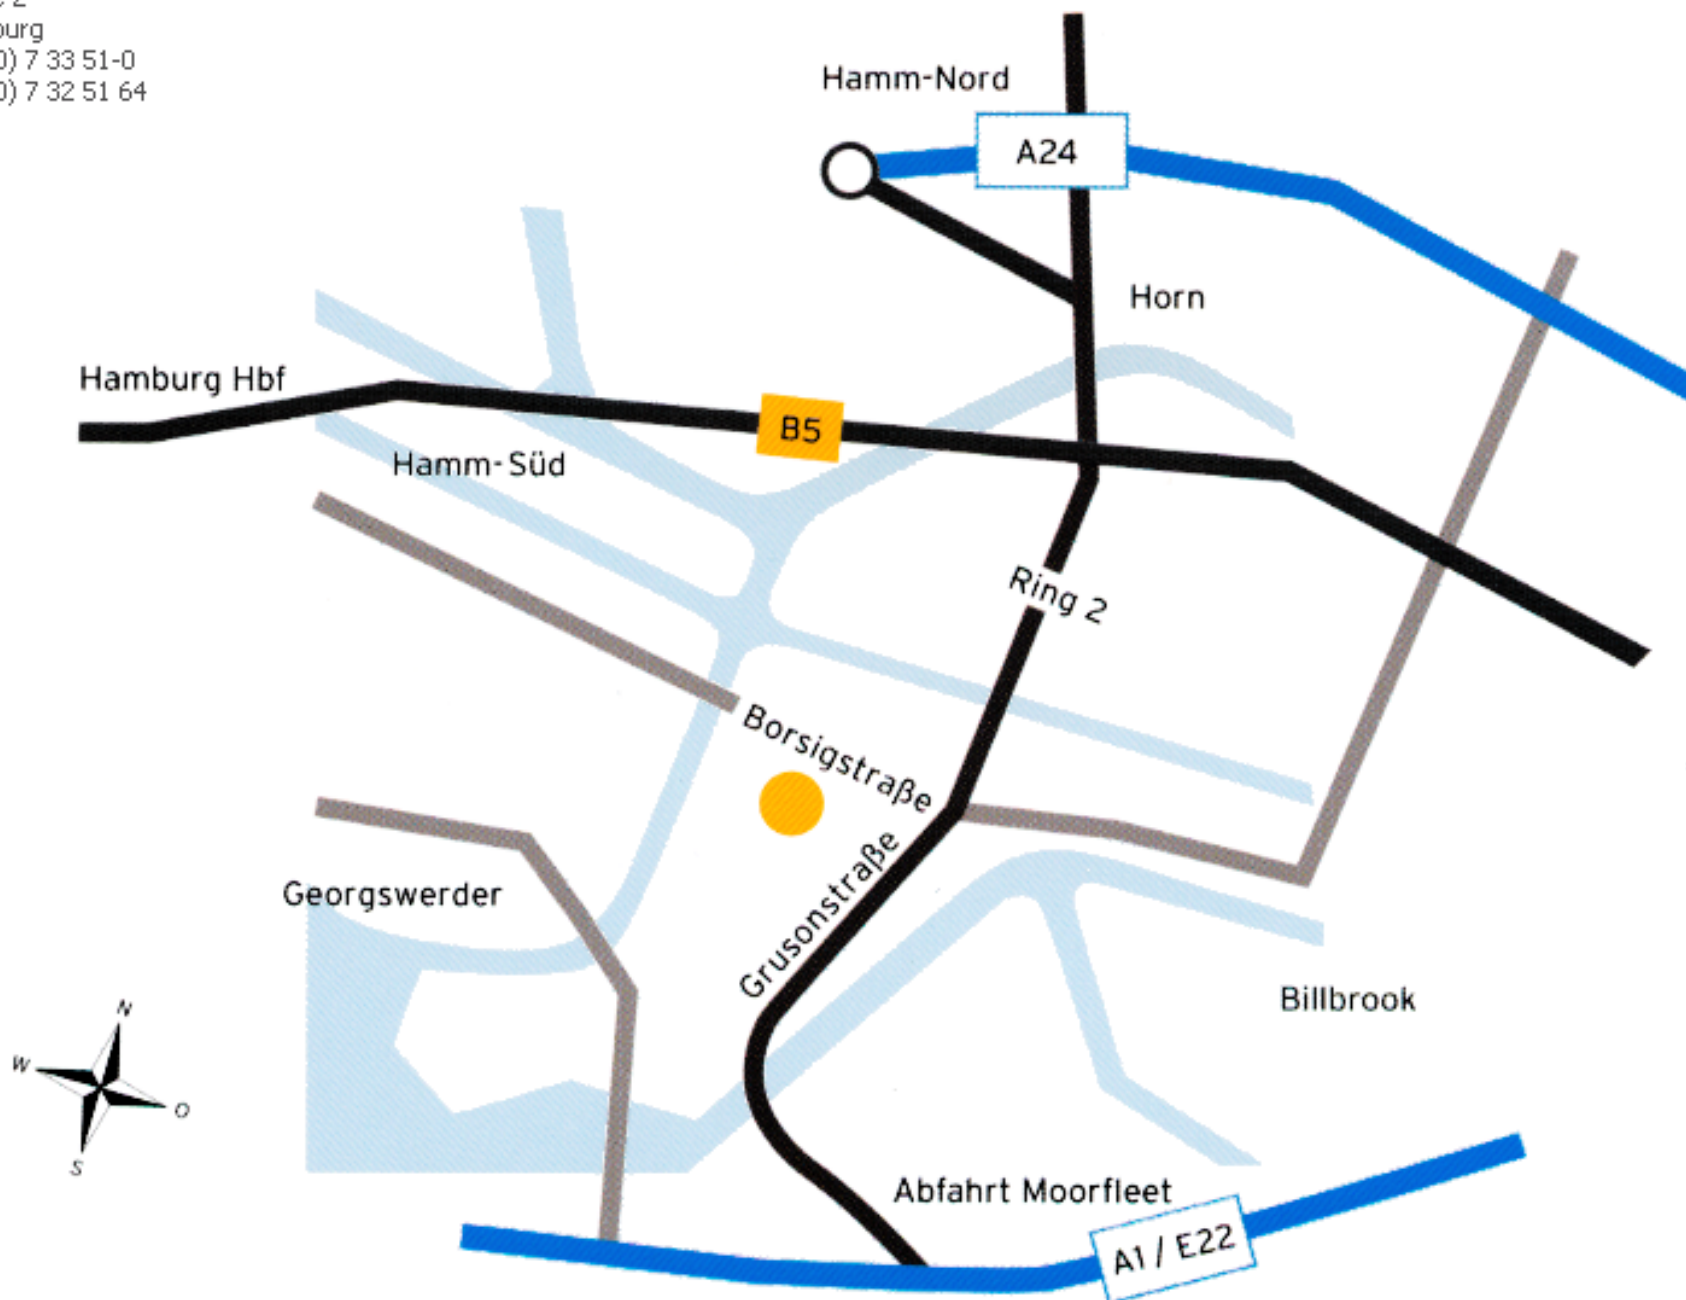 burg
0) 7 33 51-0
0) 7 32 51 64
Hamm-Nord
A24
Horn
Hamburg Hbf
B5
Hamm-Süd
Ring 2
Borsigstraße
Grusonstraße
Georgswerder
Billbrook
N
W
O
S
Abfahrt Moorfleet
A1 / E22